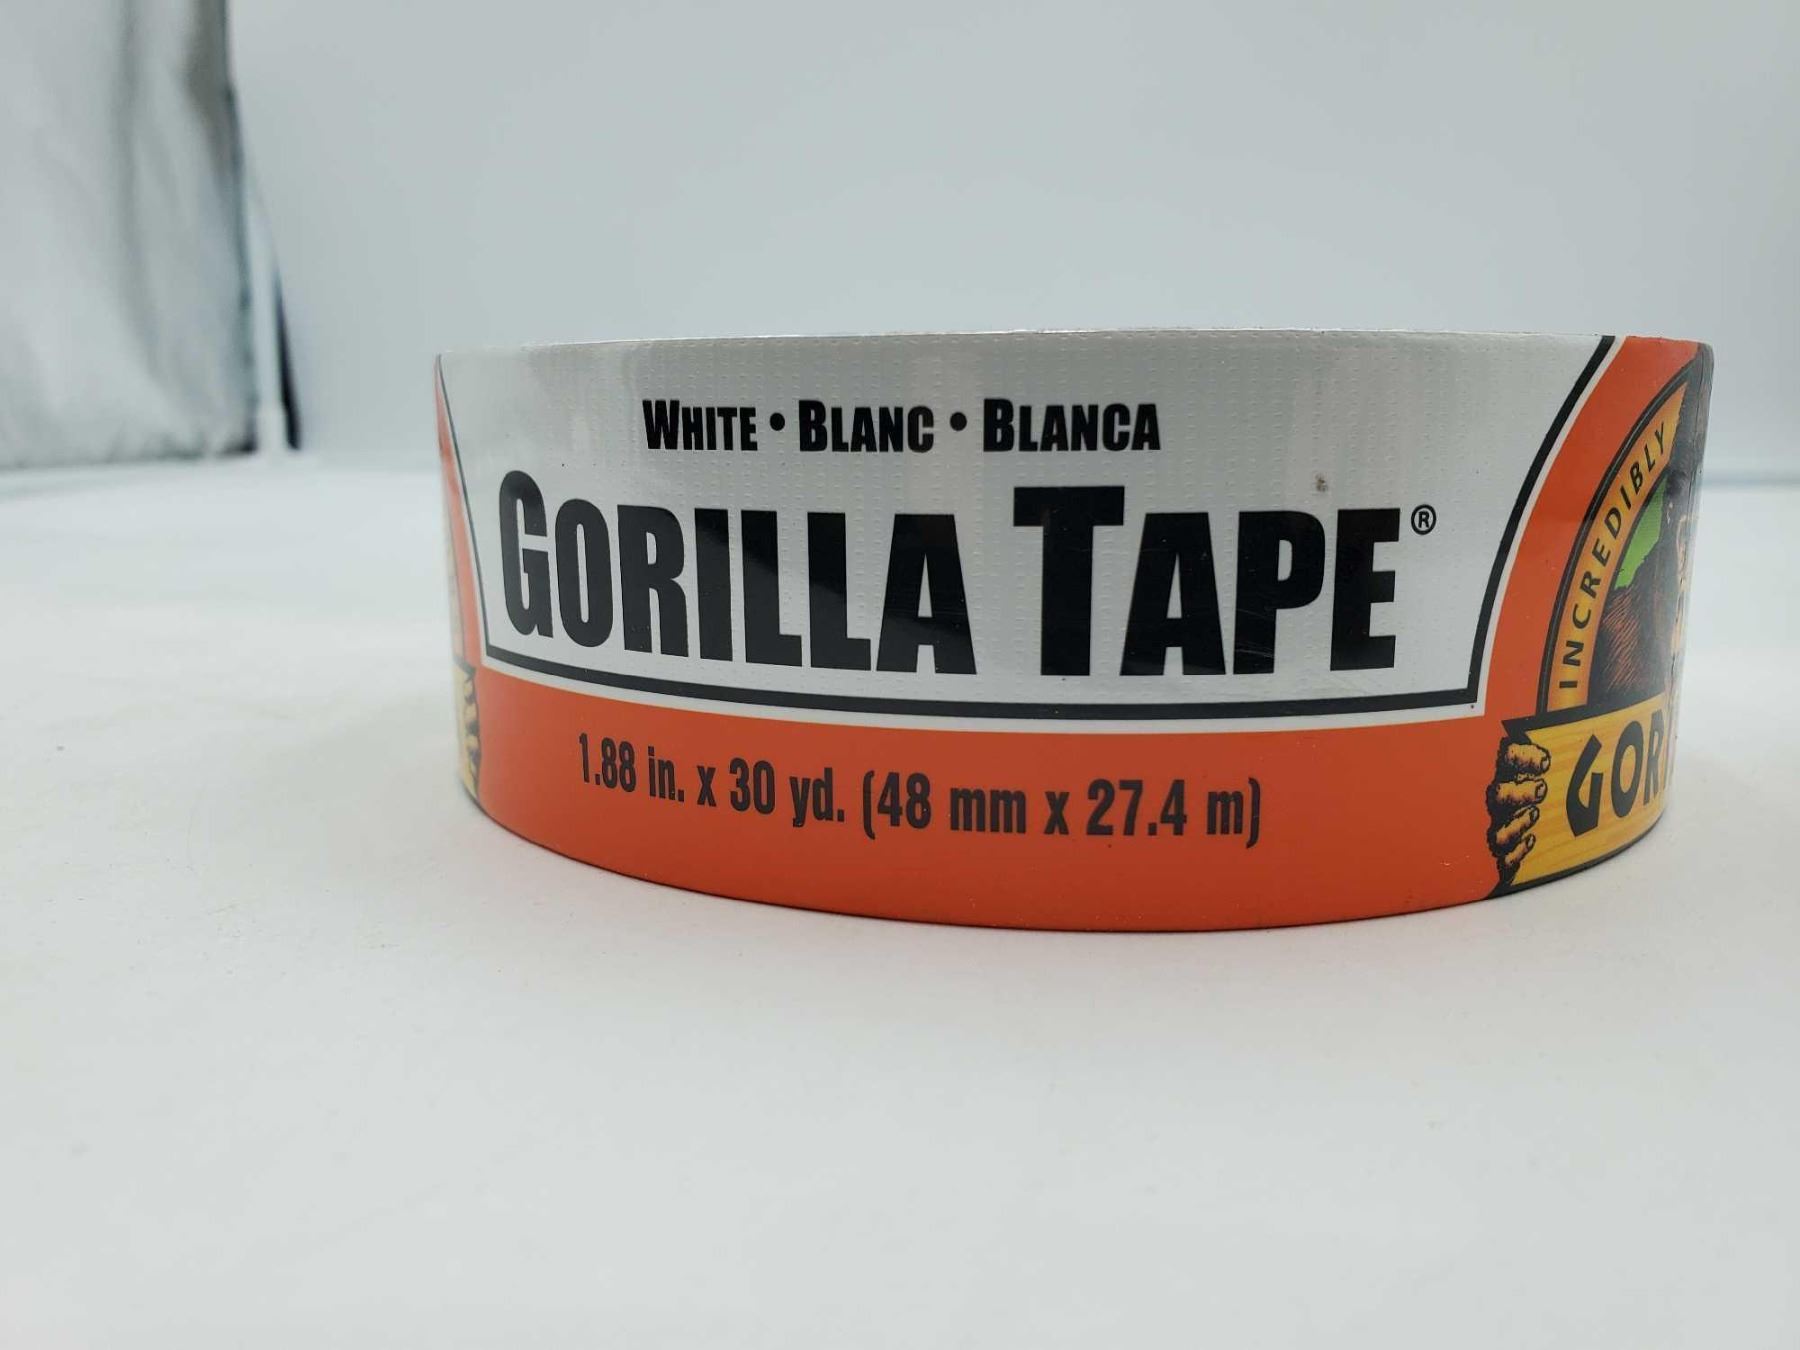 WHITE • BLANC • BLANCA
GORILLA TAPE®
1.88 in. x 30 yd. (48 mm x 27.4 m)
INCREDIBLY